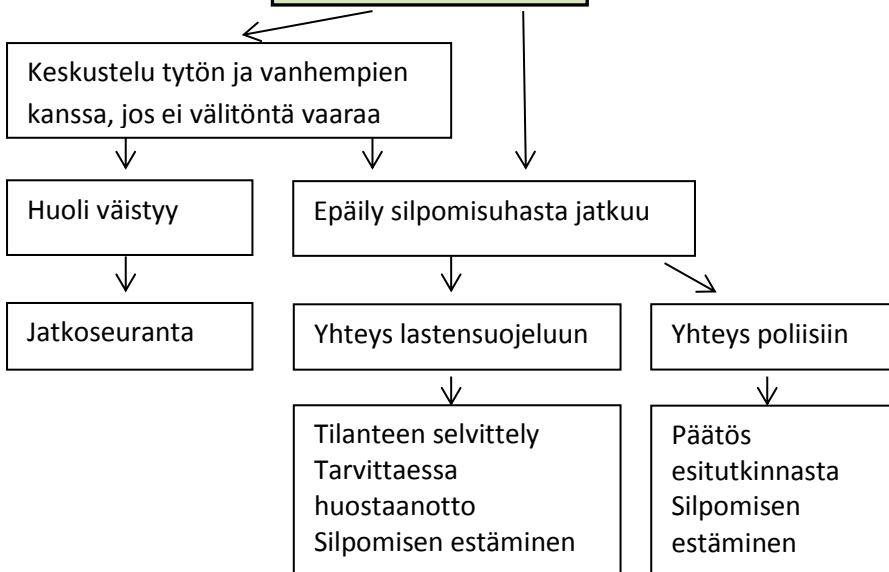 Keskustelu tytön ja vanhempien
kanssa, jos ei välitöntä vaaraa
Huoli väistyy
Epäily silpomisuhasta jatkuu
Jatkoseuranta
Yhteys lastensuojeluun
Yhteys poliisiin
Tilanteen selvittely
Tarvittaessa
huostaanotto
Silpomisen estäminen
Päätös
esitutkinnasta
Silpomisen
estäminen